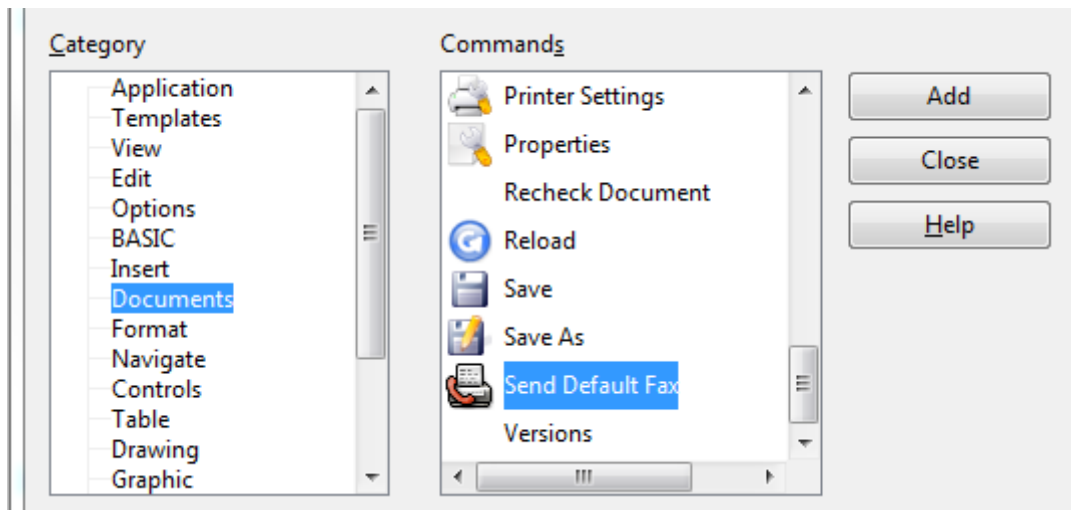 Category
Application
Templates
View
Edit
Options
BASIC
Insert
Documents
Format
Navigate
Controls
Table
Drawing
Graphic
Commands
Printer Settings
Properties
Recheck Document
Reload
Save
Save As
Send Default Fax
Versions
Add
Close
Help